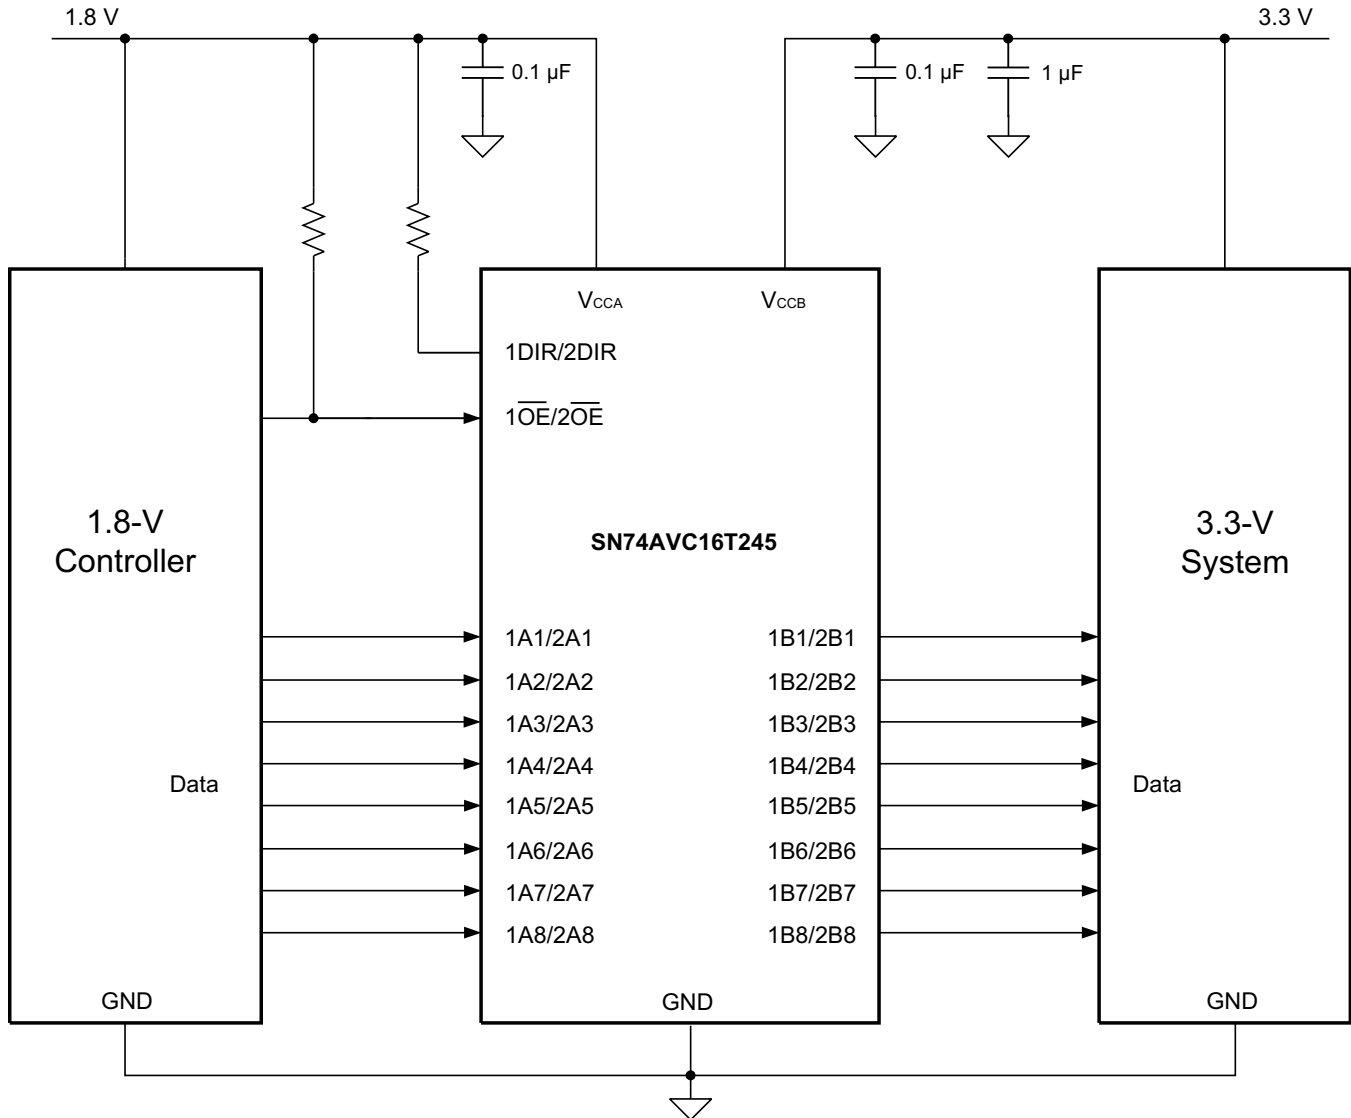 1.8 V
3.3 V
0.1 µF
0.1 µF
1 µF
VCCA
VCCB
1DIR/2DIR
1O̅E̅/2O̅E̅
1.8-V
Controller
SN74AVC16T245
3.3-V
System
1A1/2A1
1B1/2B1
1A2/2A2
1B2/2B2
1A3/2A3
1B3/2B3
1A4/2A4
1B4/2B4
Data
Data
1A5/2A5
1B5/2B5
1A6/2A6
1B6/2B6
1A7/2A7
1B7/2B7
1A8/2A8
1B8/2B8
GND
GND
GND